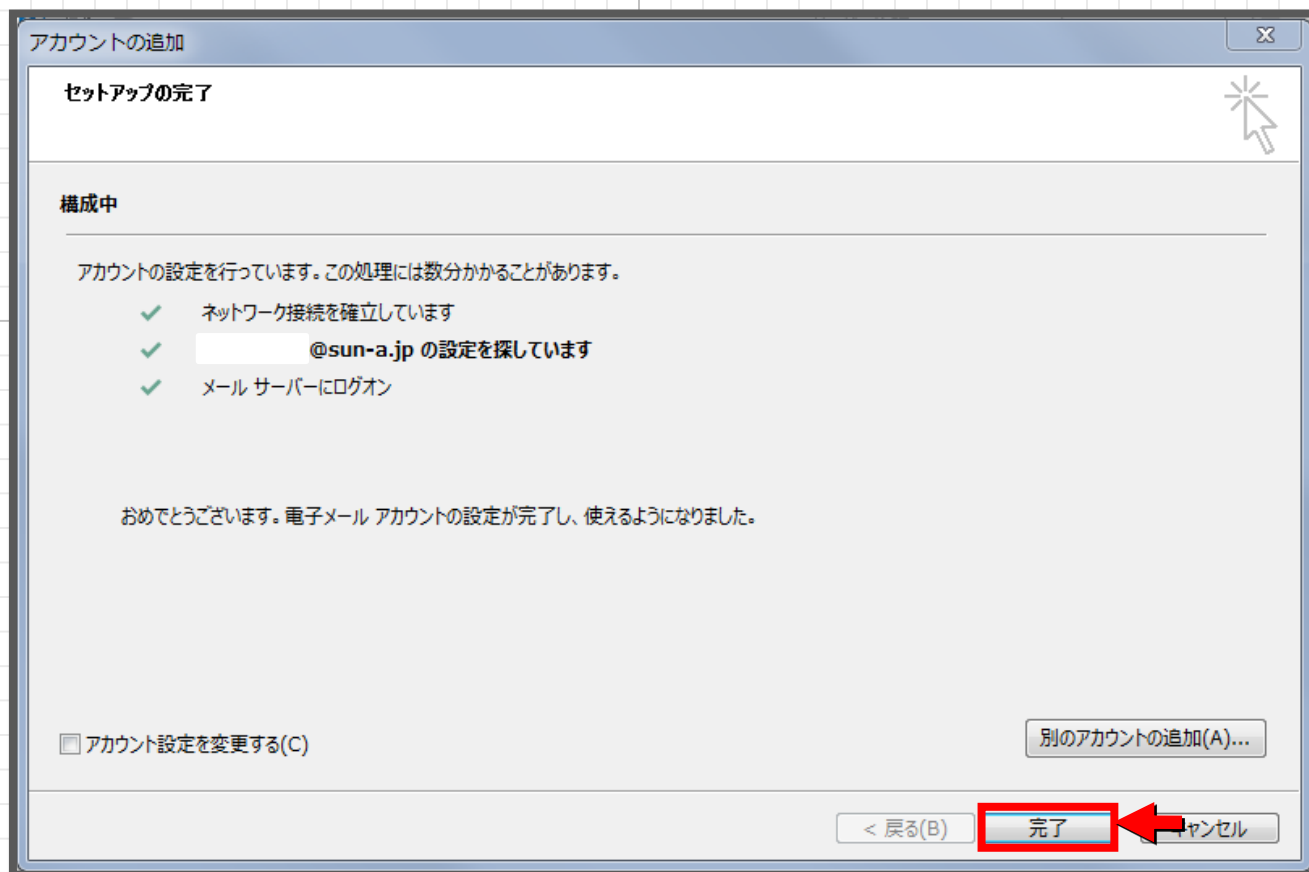 アカウントの追加
セットアップの完了
構成中
アカウントの設定を行っています。この処理には数分かかることがあります。
ネットワーク接続を確立しています
@sun-a.jp の設定を探しています
メール サーバーにログオン
おめでとうございます。電子メール アカウントの設定が完了し、使えるようになりました。
アカウント設定を変更する(C)
別のアカウントの追加(A)...
< 戻る(B)
完了
ャンセル